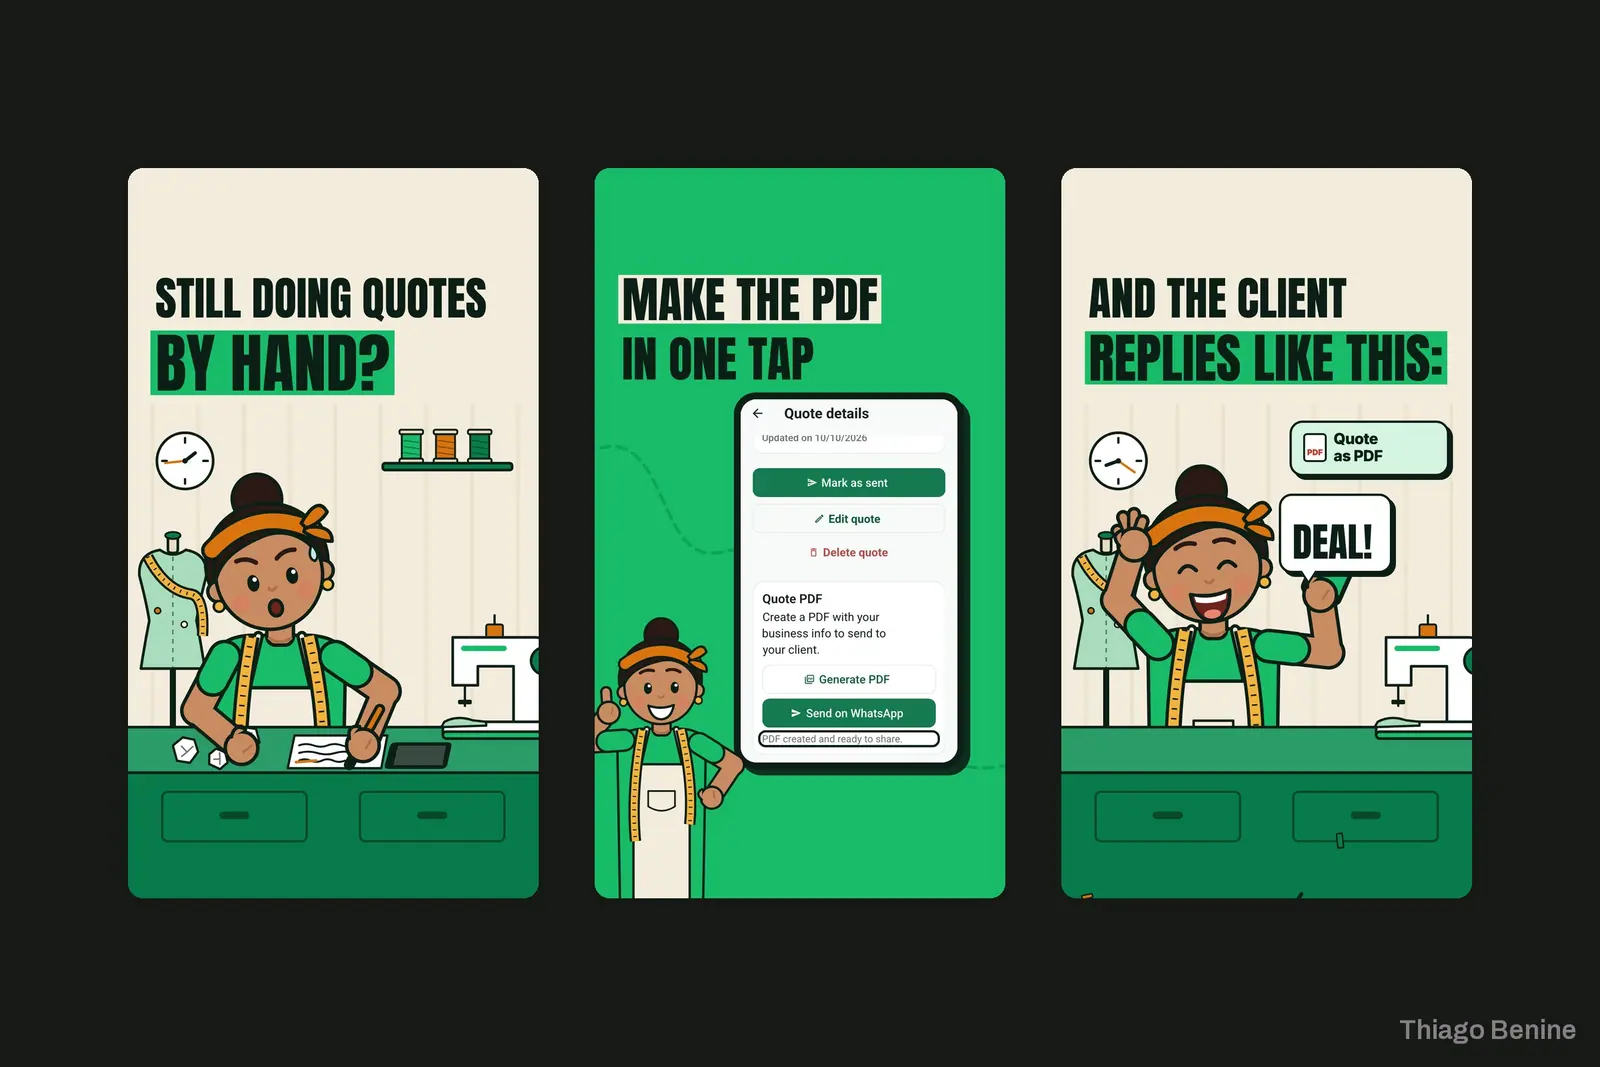 STILL DOING QUOTES
BY HAND?
MAKE THE PDF
IN ONE TAP
Quote details
Updated on 10/10/2026
Mark as sent
Edit quote
Delete quote
Quote PDF
Create a PDF with your
business info to send to
your client.
Generate PDF
Send on WhatsApp
PDF created and ready to share.
AND THE CLIENT
REPLIES LIKE THIS:
PDF
Quote
as PDF
DEAL!
Thiago Benine